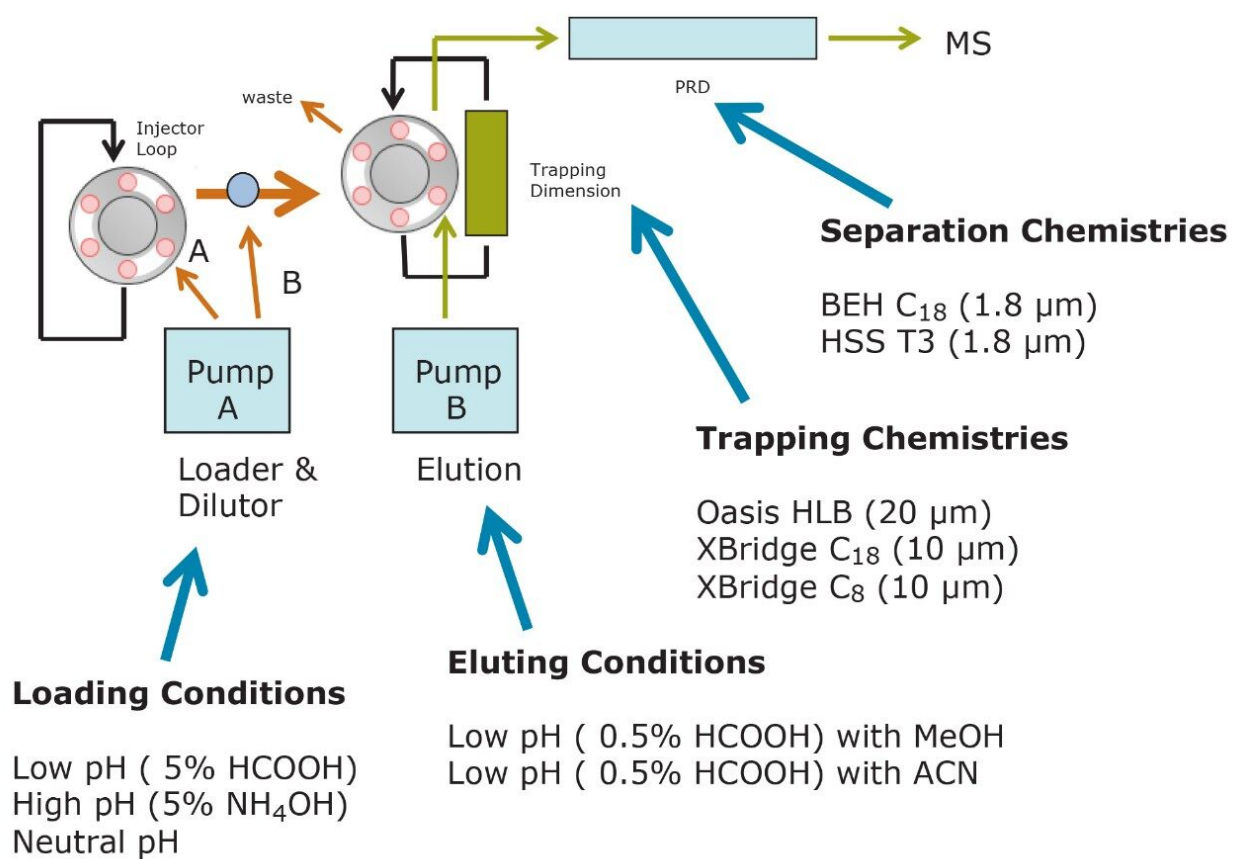 MS
PRD
waste
Injector
Loop
Trapping
Dimension
A
B
Pump
A
Pump
B
Loader &
Dilutor
Elution
Separation Chemistries
BEH C₁₈ (1.8 µm)
HSS T3 (1.8 µm)
Trapping Chemistries
Oasis HLB (20 µm)
XBridge C₁₈ (10 µm)
XBridge C₈ (10 µm)
Eluting Conditions
Low pH ( 0.5% HCOOH) with MeOH
Low pH ( 0.5% HCOOH) with ACN
Loading Conditions
Low pH ( 5% HCOOH)
High pH (5% NH₄OH)
Neutral pH